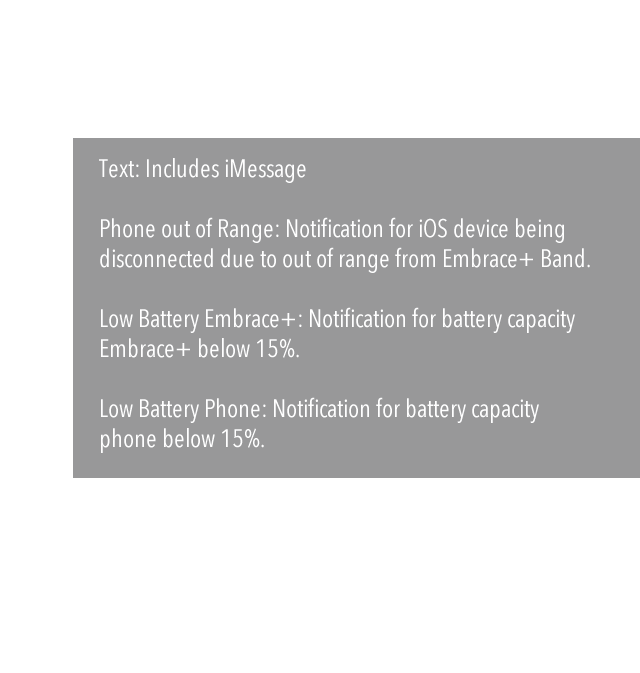 Text: Includes iMessage
Phone out of Range: Notification for iOS device being
disconnected due to out of range from Embrace+ Band.
Low Battery Embrace+: Notification for battery capacity
Embrace+ below 15%.
Low Battery Phone: Notification for battery capacity
phone below 15%.